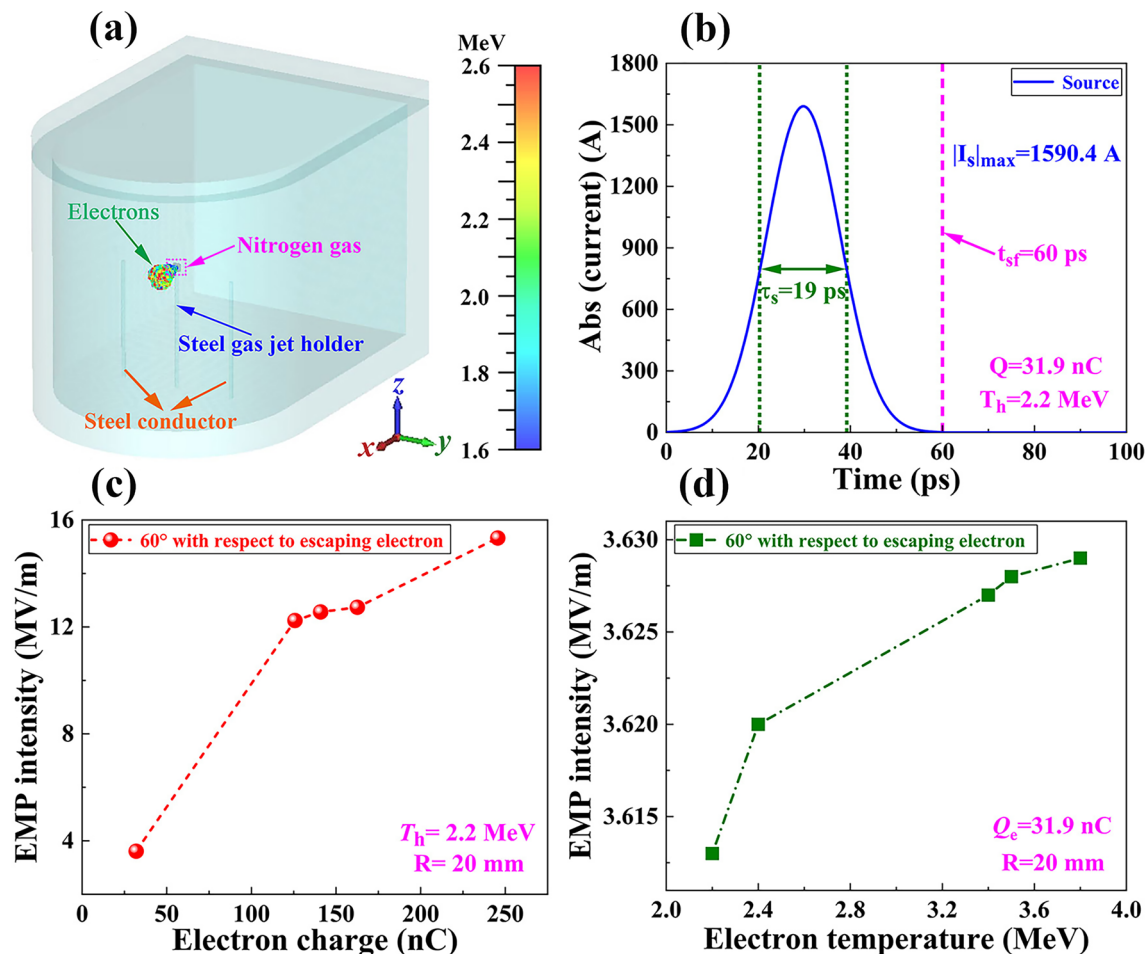 (a)
MeV
2.6
2.4
2.2
2.0
1.8
1.6
Electrons
Nitrogen gas
Steel gas jet holder
Steel conductor
z
x
y
(b)
1800
1500
1200
900
600
300
0
Abs (current) (A)
Source
|Is|max=1590.4 A
tsf=60 ps
τs=19 ps
Q=31.9 nC
Th=2.2 MeV
0 20 40 60 80 100
Time (ps)
(c)
16
12
8
4
EMP intensity (MV/m)
60° with respect to escaping electron
Th= 2.2 MeV
R= 20 mm
0 50 100 150 200 250
Electron charge (nC)
(d)
3.630
3.625
3.620
3.615
EMP intensity (MV/m)
60° with respect to escaping electron
Qe=31.9 nC
R=20 mm
2.0 2.4 2.8 3.2 3.6 4.0
Electron temperature (MeV)